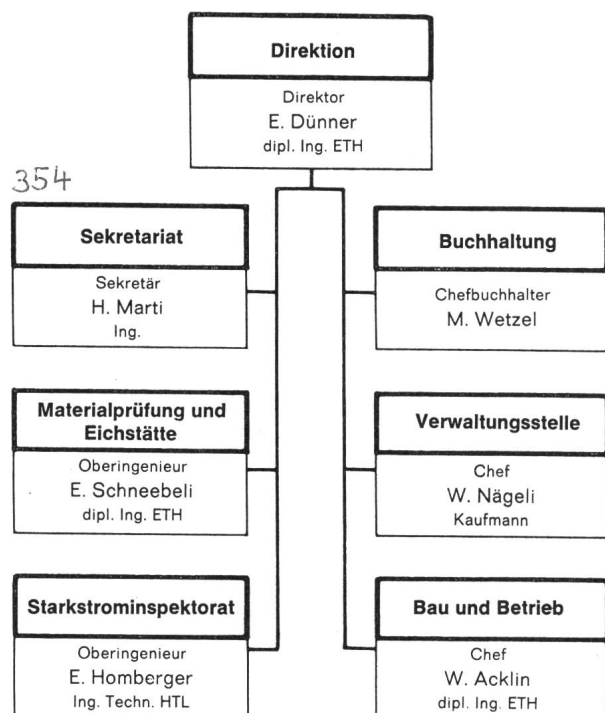 Direktion
Direktor
E. Dünner
dipl. Ing. ETH
354
Sekretariat
Sekretär
H. Marti
Ing.
Buchhaltung
Chefbuchhalter
M. Wetzel
Materialprüfung und
Eichstätte
Oberingenieur
E. Schneebeli
dipl. Ing. ETH
Verwaltungsstelle
Chef
W. Nägeli
Kaufmann
Starkstrominspektorat
Oberingenieur
E. Homberger
Ing. Techn. HTL
Bau und Betrieb
Chef
W. Acklin
dipl. Ing. ETH